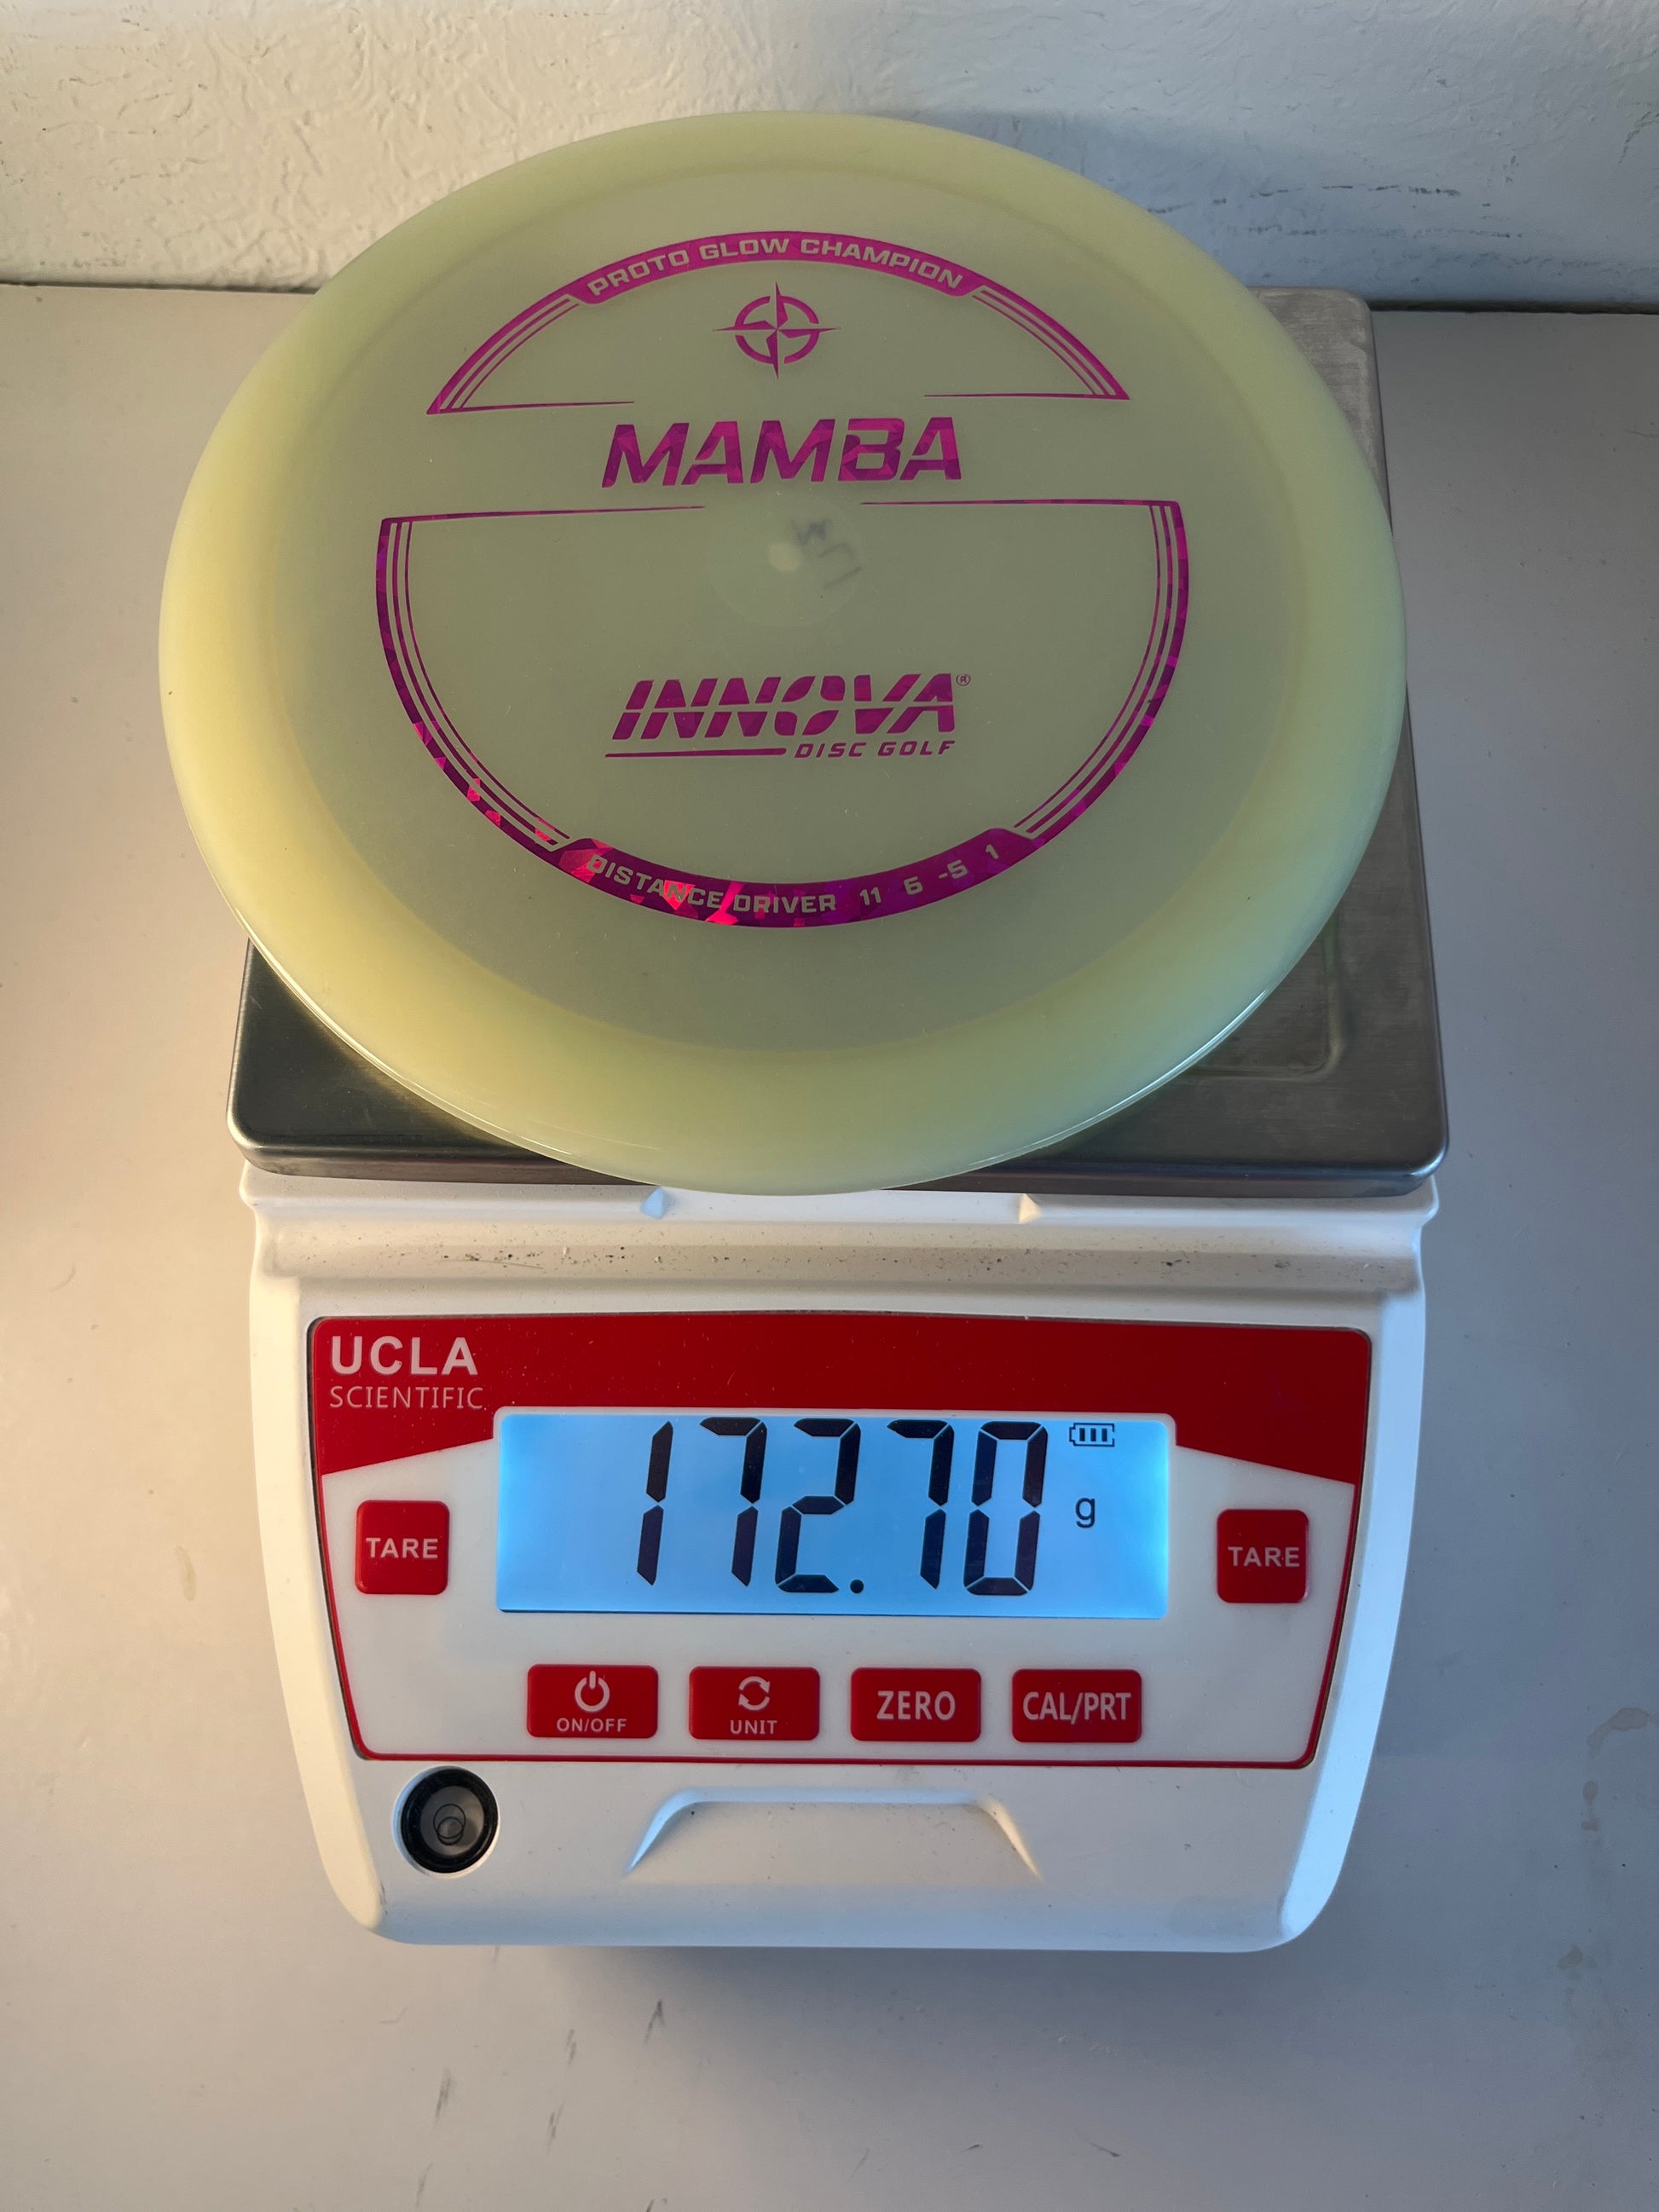 PROTO GLOW CHAMPION
MAMBA
INNOVA®
DISC GOLF
DISTANCE DRIVER 11 6 -5 1
UCLA
SCIENTIFIC
172.70 g
TARE
TARE
ON/OFF
UNIT
ZERO
CAL/PRT